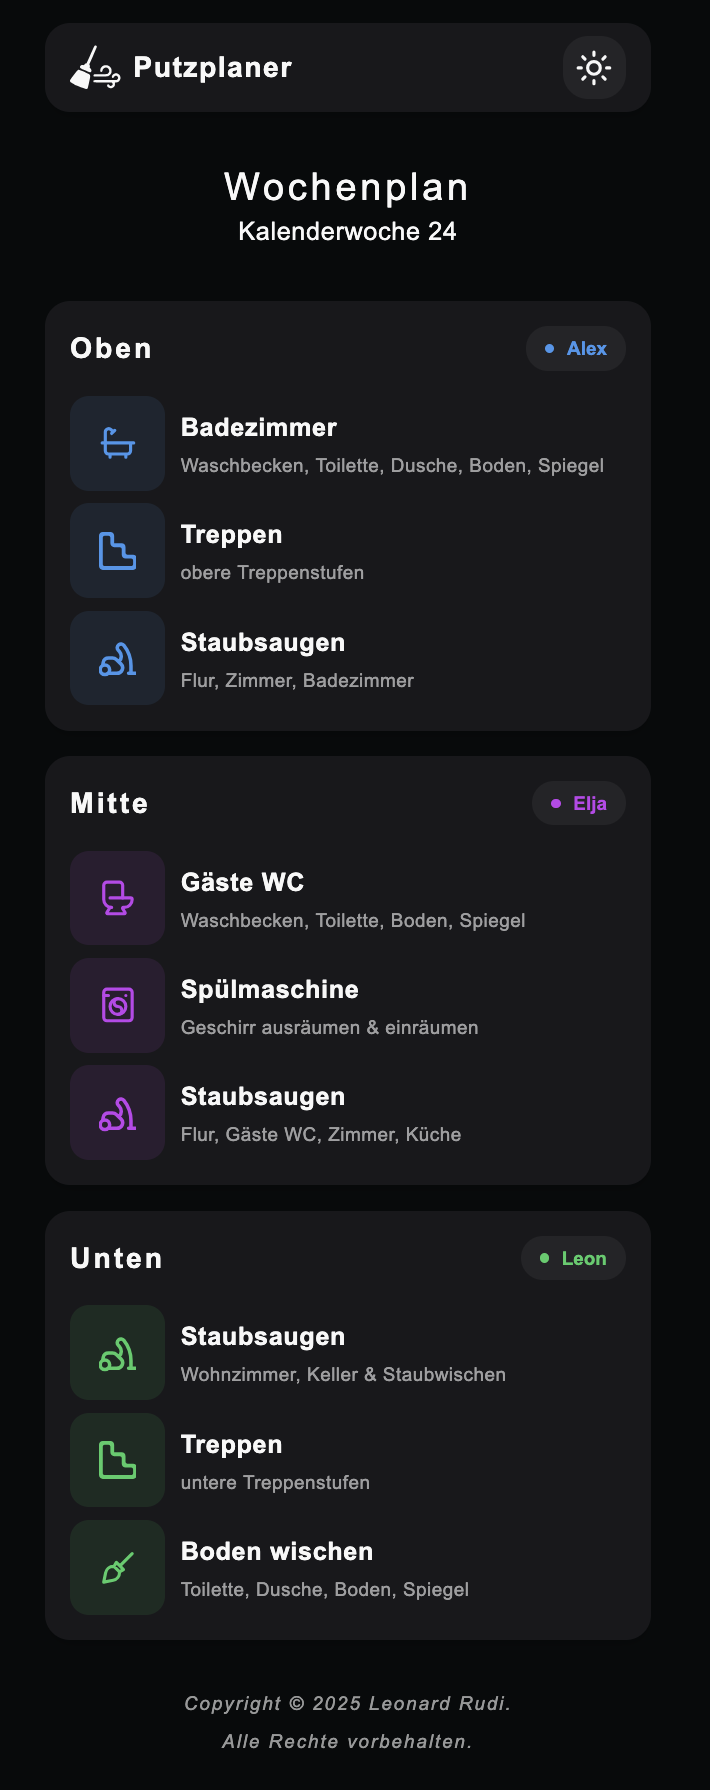 Putzplaner
Wochenplan
Kalenderwoche 24
Oben
Alex
Badezimmer
Waschbecken, Toilette, Dusche, Boden, Spiegel
Treppen
obere Treppenstufen
Staubsaugen
Flur, Zimmer, Badezimmer
Mitte
Elja
Gäste WC
Waschbecken, Toilette, Boden, Spiegel
Spülmaschine
Geschirr ausräumen & einräumen
Staubsaugen
Flur, Gäste WC, Zimmer, Küche
Unten
Leon
Staubsaugen
Wohnzimmer, Keller & Staubwischen
Treppen
untere Treppenstufen
Boden wischen
Toilette, Dusche, Boden, Spiegel
Copyright © 2025 Leonard Rudi.
Alle Rechte vorbehalten.